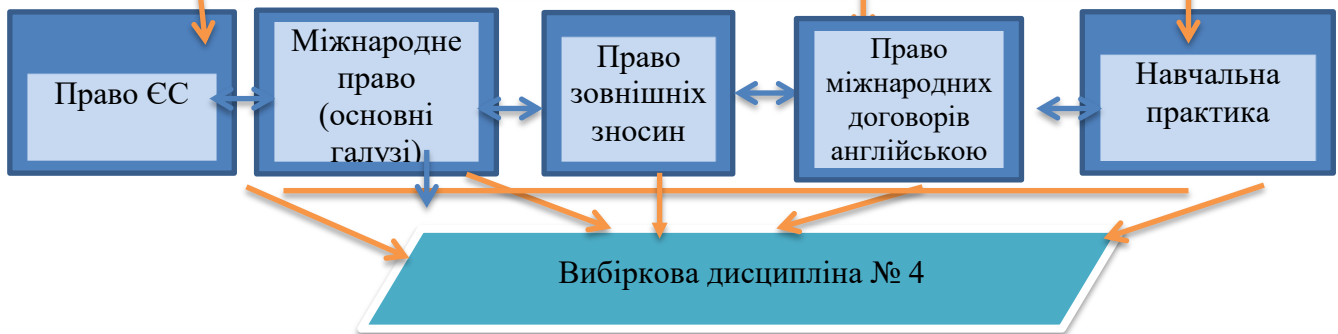 Право ЄС
Міжнародне
право
(основні
галузі)
Право
зовнішніх
зносин
Право
міжнародних
договорів
англійською
Навчальна
практика
Вибіркова дисципліна № 4